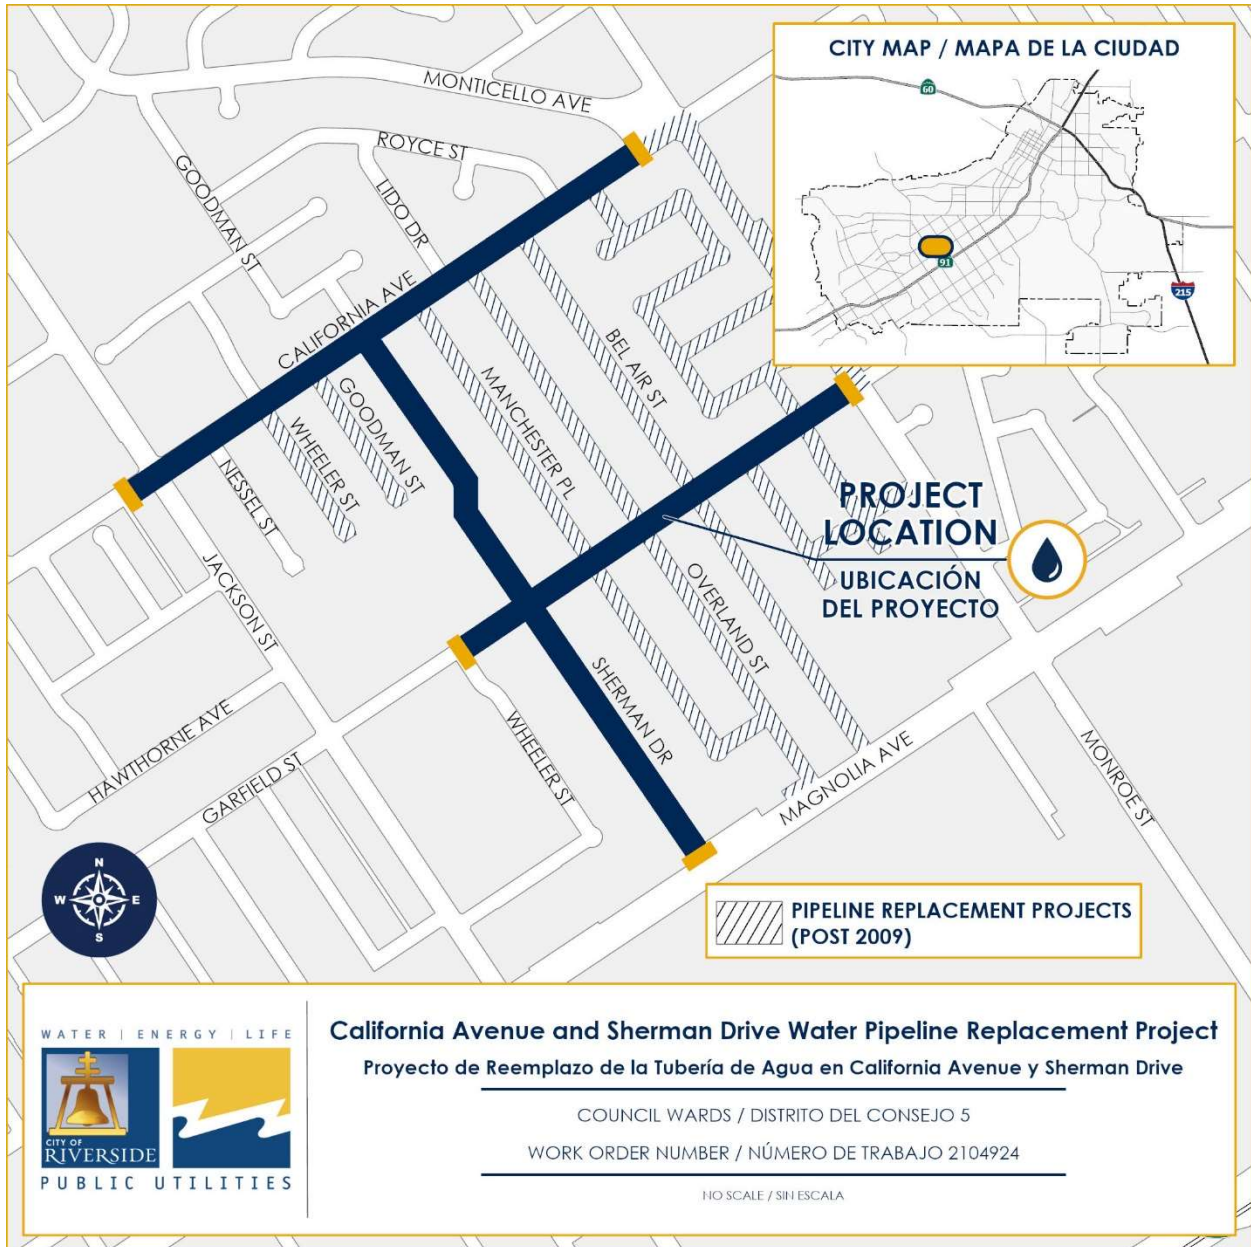 CITY MAP / MAPA DE LA CIUDAD
60
91
215
MONTICELLO AVE
ROYCE ST
GOODMAN ST
LIDO DR
CALIFORNIA AVE
BEL AIR ST
MANCHESTER PL
GOODMAN ST
WHEELER ST
NESSEL ST
JACKSON ST
PROJECT
LOCATION
UBICACIÓN
DEL PROYECTO
OVERLAND ST
SHERMAN DR
WHEELER ST
HAWTHORNE AVE
GARFIELD ST
MAGNOLIA AVE
MONROE ST
N
W
E
S
PIPELINE REPLACEMENT PROJECTS
(POST 2009)
WATER | ENERGY | LIFE
CITY OF
RIVERSIDE
PUBLIC UTILITIES
California Avenue and Sherman Drive Water Pipeline Replacement Project
Proyecto de Reemplazo de la Tubería de Agua en California Avenue y Sherman Drive
COUNCIL WARDS / DISTRITO DEL CONSEJO 5
WORK ORDER NUMBER / NÚMERO DE TRABAJO 2104924
NO SCALE / SIN ESCALA